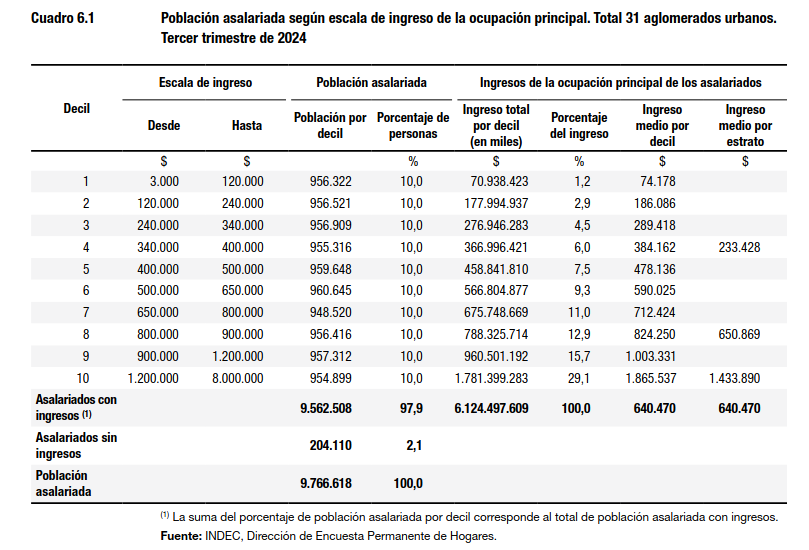 Cuadro 6.1 Población asalariada según escala de ingreso de la ocupación principal. Total 31 aglomerados urbanos.
Tercer trimestre de 2024
Decil Escala de ingreso Población asalariada Ingresos de la ocupación principal de los asalariados
Desde Hasta Población por decil Porcentaje de personas Ingreso total por decil (en miles) Porcentaje del ingreso Ingreso medio por decil Ingreso medio por estrato
$ $ % $ % $ $
1 3.000 120.000 956.322 10,0 70.938.423 1,2 74.178
2 120.000 240.000 956.521 10,0 177.994.937 2,9 186.086
3 240.000 340.000 956.909 10,0 276.946.283 4,5 289.418
4 340.000 400.000 955.316 10,0 366.996.421 6,0 384.162 233.428
5 400.000 500.000 959.648 10,0 458.841.810 7,5 478.136
6 500.000 650.000 960.645 10,0 566.804.877 9,3 590.025
7 650.000 800.000 948.520 10,0 675.748.669 11,0 712.424
8 800.000 900.000 956.416 10,0 788.325.714 12,9 824.250 650.869
9 900.000 1.200.000 957.312 10,0 960.501.192 15,7 1.003.331
10 1.200.000 8.000.000 954.899 10,0 1.781.399.283 29,1 1.865.537 1.433.890
Asalariados con ingresos (1) 9.562.508 97,9 6.124.497.609 100,0 640.470 640.470
Asalariados sin ingresos 204.110 2,1
Población asalariada 9.766.618 100,0
(1) La suma del porcentaje de población asalariada por decil corresponde al total de población asalariada con ingresos.
Fuente: INDEC, Dirección de Encuesta Permanente de Hogares.